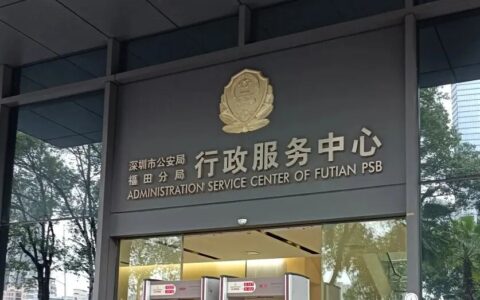 深圳市公安局
福田分局
行政服务中心
ADMINISTRATION SERVICE CENTER OF FUTIAN PSB